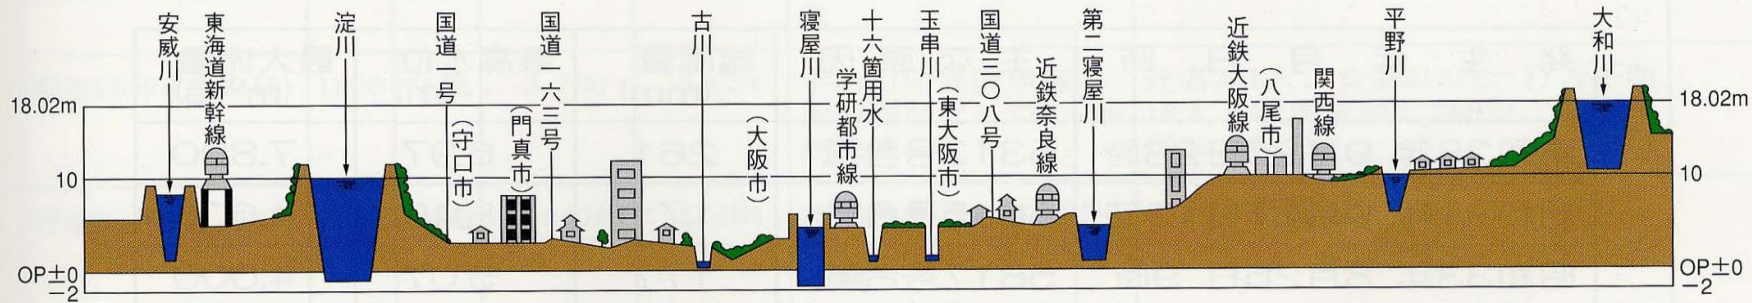 安威川
東海道新幹線
淀川
国道一号
（守口市）
（門真市）
国道一六三号
古川
（大阪市）
寝屋川
学研都市線
十六箇用水
玉串川
（東大阪市）
国道三〇八号
近鉄奈良線
第二寝屋川
近鉄大阪線
（八尾市）
関西線
平野川
大和川
18.02m
10
OP±0
−2
18.02m
10
OP±0
−2